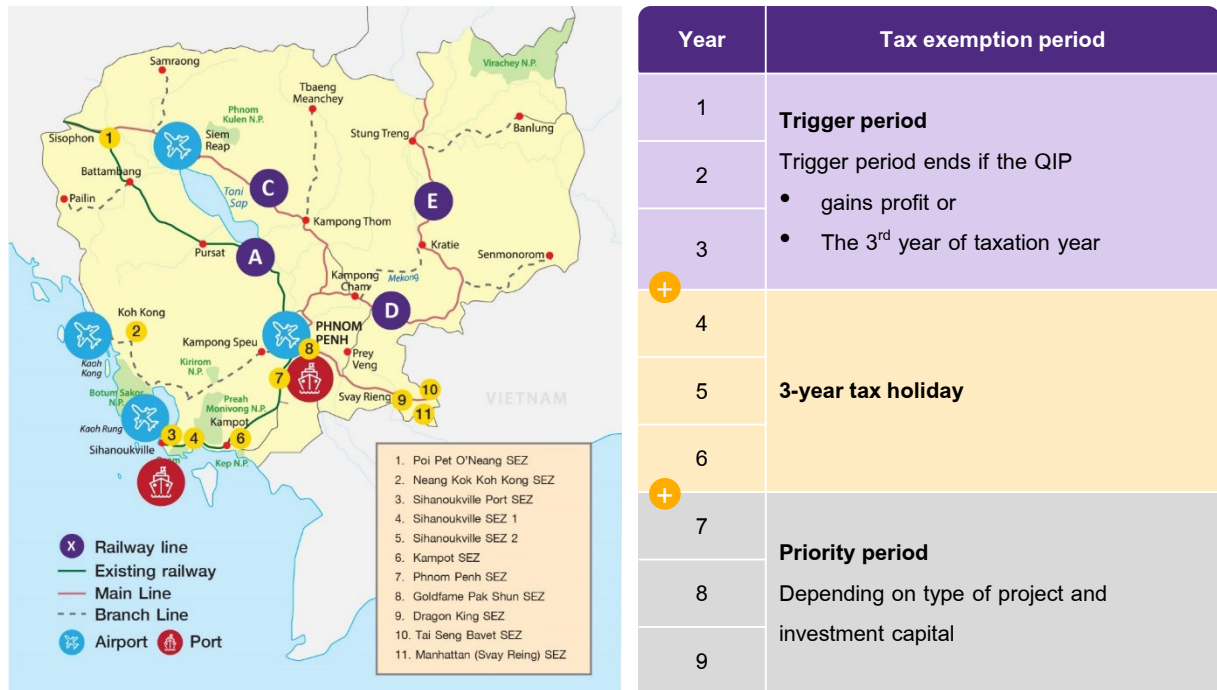 Samraong
Tbaeng
Meanchey
Virachey N.P.
Phnom
Kulen N.P.
Stung Treng
Banlung
Sisophon
1
Siem
Reap
Battambang
Pailin
Toni
Sap
C
E
Kampong Thom
Pursat
A
Kratie
Senmonorom
Kampong
Cham
Mekong
D
Koh Kong
2
PHNOM
PENH
Kampong Speu
8
Prey
Veng
Kaoh
Kong
Kirirom
N.P.
7
Botum Sakor
N.P.
Preah
Monivong N.P.
Svay Rieng
9
10
11
VIETNAM
Kaoh Rung
Kampot
3
4
6
Sihanoukville
Kep N.P.
1. Poi Pet O'Neang SEZ
2. Neang Kok Koh Kong SEZ
3. Sihanoukville Port SEZ
4. Sihanoukville SEZ 1
5. Sihanoukville SEZ 2
6. Kampot SEZ
7. Phnom Penh SEZ
8. Goldfame Pak Shun SEZ
9. Dragon King SEZ
10. Tai Seng Bavet SEZ
11. Manhattan (Svay Reing) SEZ
X Railway line
Existing railway
Main Line
Branch Line
Airport Port
Year Tax exemption period
1
2
3
Trigger period
Trigger period ends if the QIP
• gains profit or
• The 3rd year of taxation year
+
4
5
6
3-year tax holiday
+
7
8
9
Priority period
Depending on type of project and
investment capital